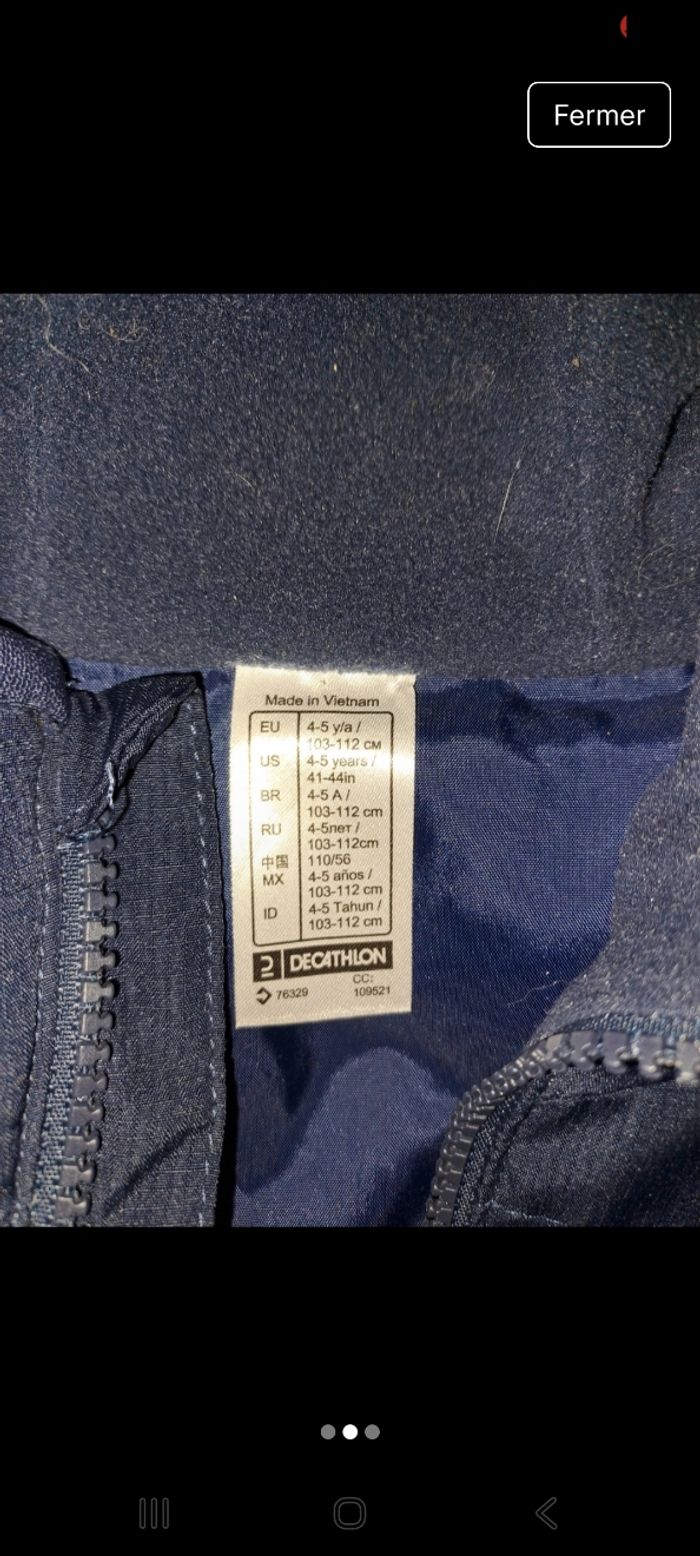 Fermer
Made in Vietnam
EU 4-5 y/a /
103-112 см
US 4-5 years /
41-44in
BR 4-5 A /
103-112 cm
RU 4-5лет /
103-112cm
中国 110/56
MX 4-5 años /
103-112 cm
ID 4-5 Tahun /
103-112 cm
DECATHLON
76329 CC: 109521